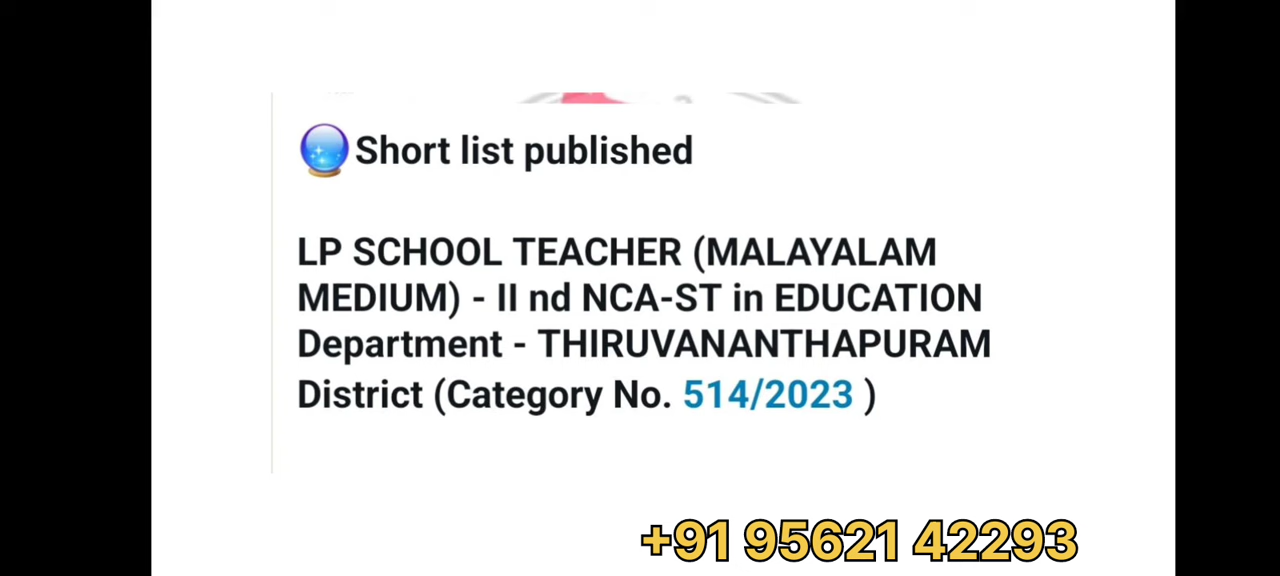 🔮Short list published
LP SCHOOL TEACHER (MALAYALAM
MEDIUM) - II nd NCA-ST in EDUCATION
Department - THIRUVANANTHAPURAM
District (Category No. 514/2023 )
+91 95621 42293